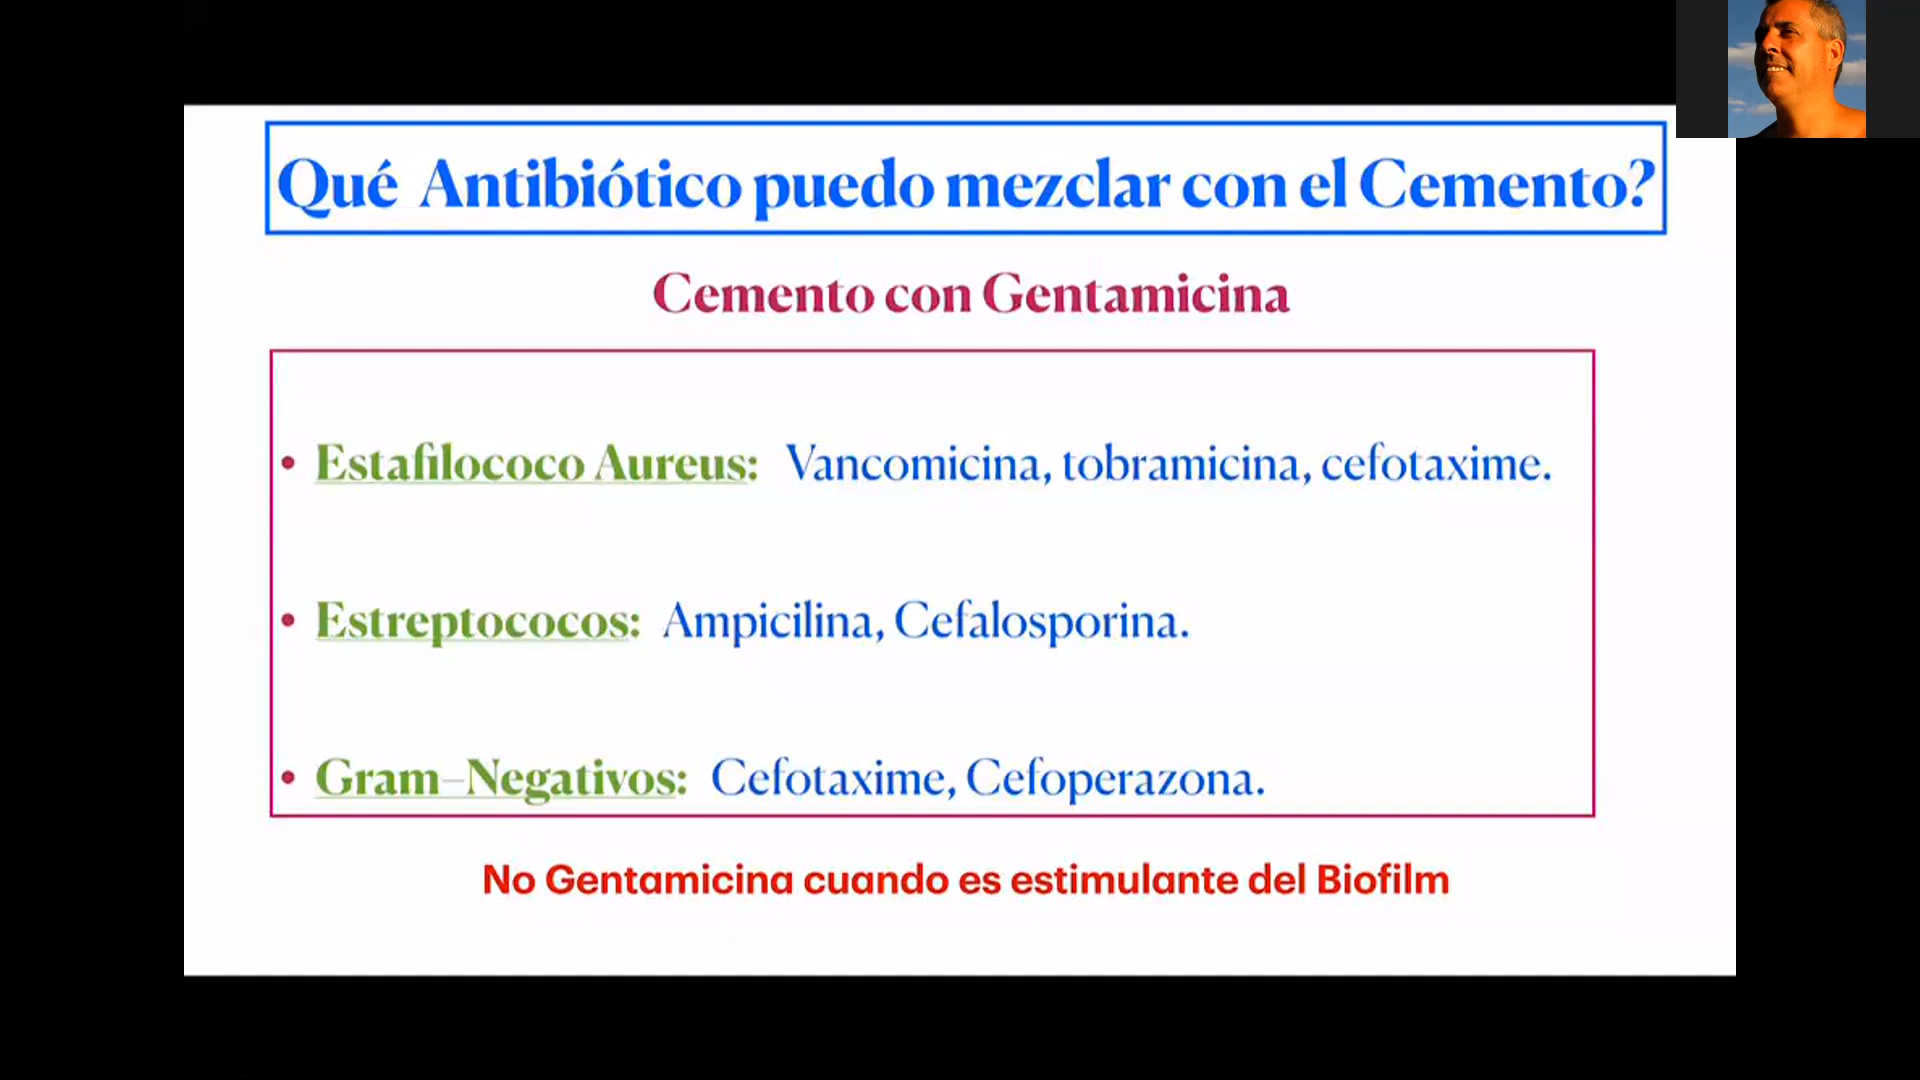 Qué Antibiótico puedo mezclar con el Cemento?
Cemento con Gentamicina
• Estafilococo Aureus: Vancomicina, tobramicina, cefotaxime.
• Estreptococos: Ampicilina, Cefalosporina.
• Gram–Negativos: Cefotaxime, Cefoperazona.
No Gentamicina cuando es estimulante del Biofilm